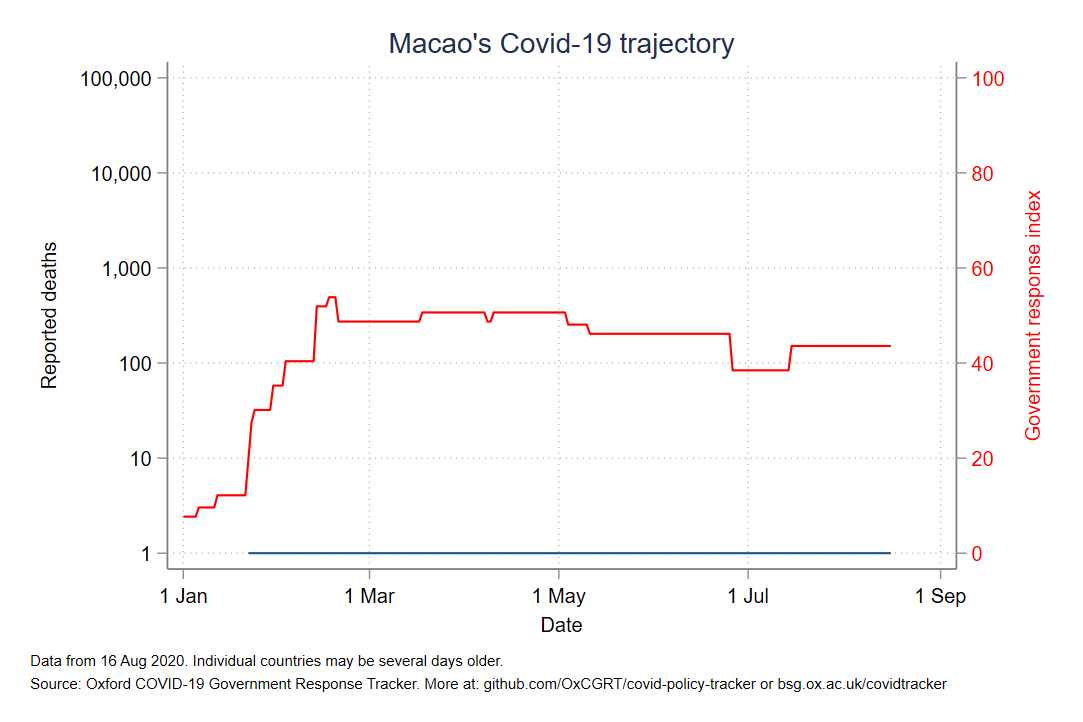 Macao's Covid-19 trajectory
100,000
10,000
1,000
100
10
1
Reported deaths
100
80
60
40
20
0
Government response index
1 Jan
1 Mar
1 May
1 Jul
1 Sep
Date
Data from 16 Aug 2020. Individual countries may be several days older.
Source: Oxford COVID-19 Government Response Tracker. More at: github.com/OxCGRT/covid-policy-tracker or bsg.ox.ac.uk/covidtracker